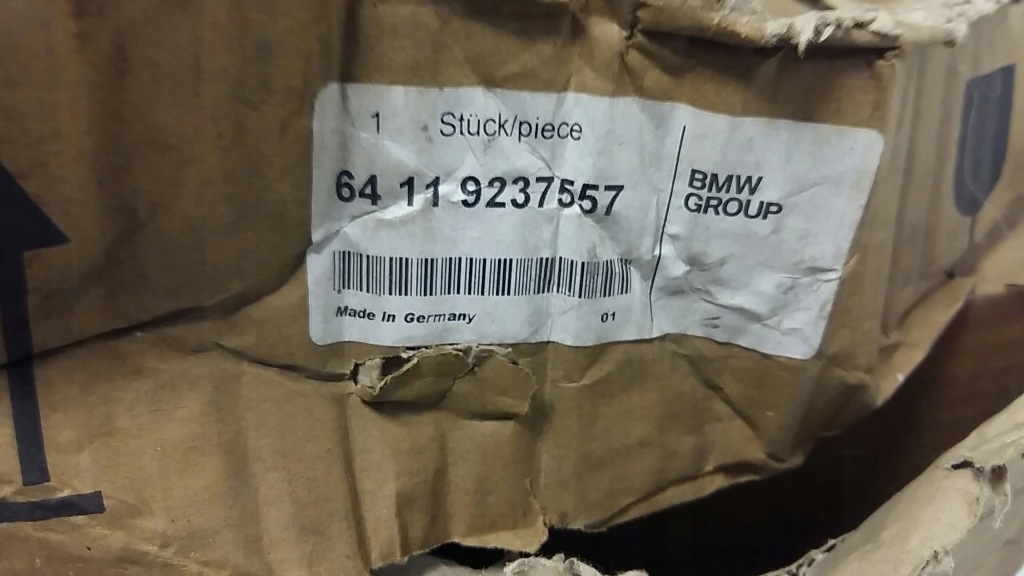 1 Stück/piece
64 11 9237557
BMW
GROUP
Made In Germany 01